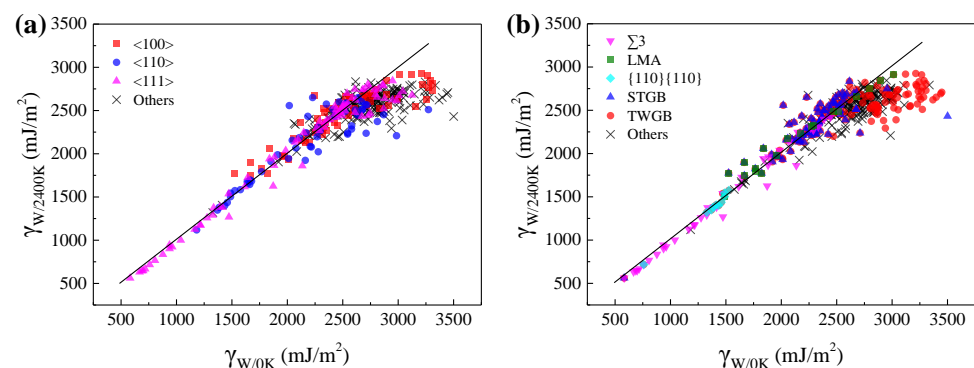 (a)
3500
3000
2500
2000
1500
1000
500
γW/2400K (mJ/m²)
<100>
<110>
<111>
Others
500 1000 1500 2000 2500 3000 3500
γW/0K (mJ/m²)
(b)
3500
3000
2500
2000
1500
1000
500
γW/2400K (mJ/m²)
∑3
LMA
{110}{110}
STGB
TWGB
Others
500 1000 1500 2000 2500 3000 3500
γW/0K (mJ/m²)